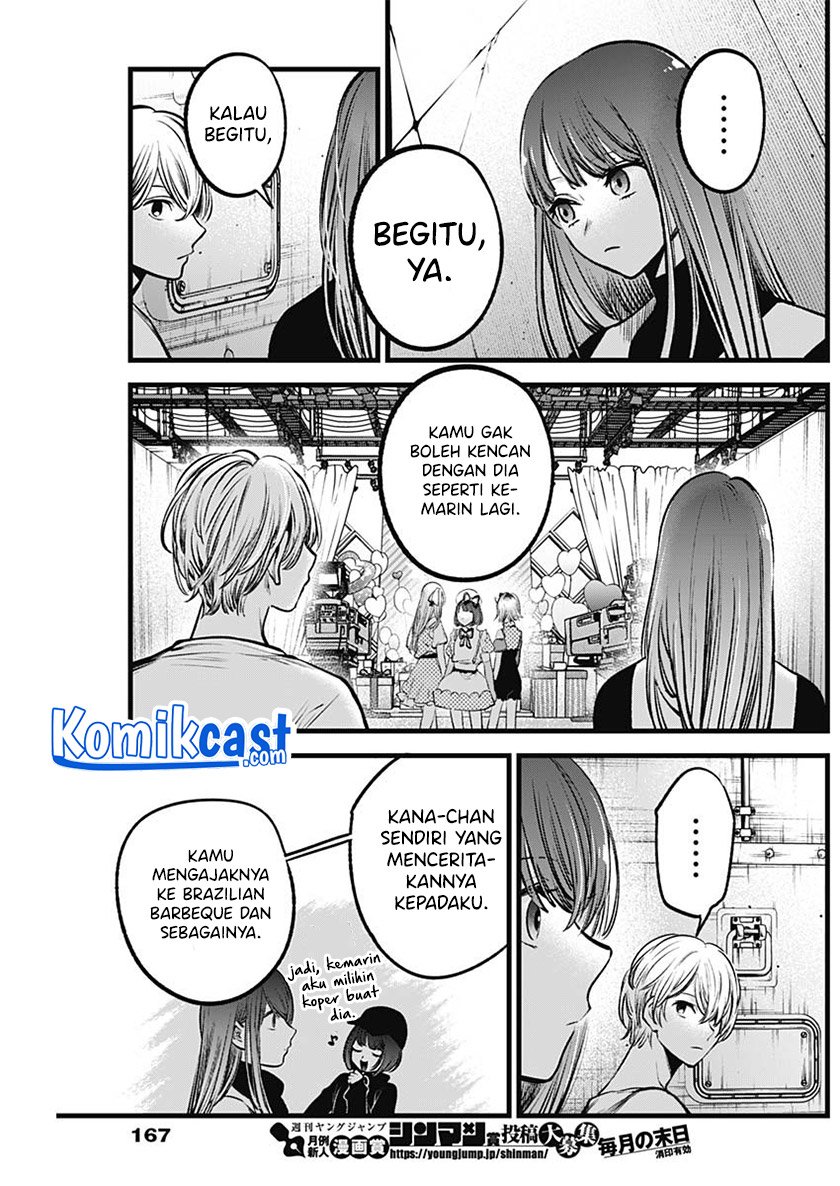 ......
BEGITU,
YA.
KALAU
BEGITU,
KAMU GAK
BOLEH KENCAN
DENGAN DIA
SEPERTI KE-
MARIN LAGI.
......
KANA-CHAN
SENDIRI YANG
MENCERITA-
KANNYA
KEPADAKU.
KAMU
MENGAJAKNYA
KE BRAZILIAN
BARBEQUE DAN
SEBAGAINYA.
jadi, kemarin
aku milihin
koper buat
dia.
Komikcast
.com
167
週刊ヤングジャンプ
月例
新人
漫画賞
シンマン賞
投稿大募集
毎月の末日
消印有効
https://youngjump.jp/shinman/